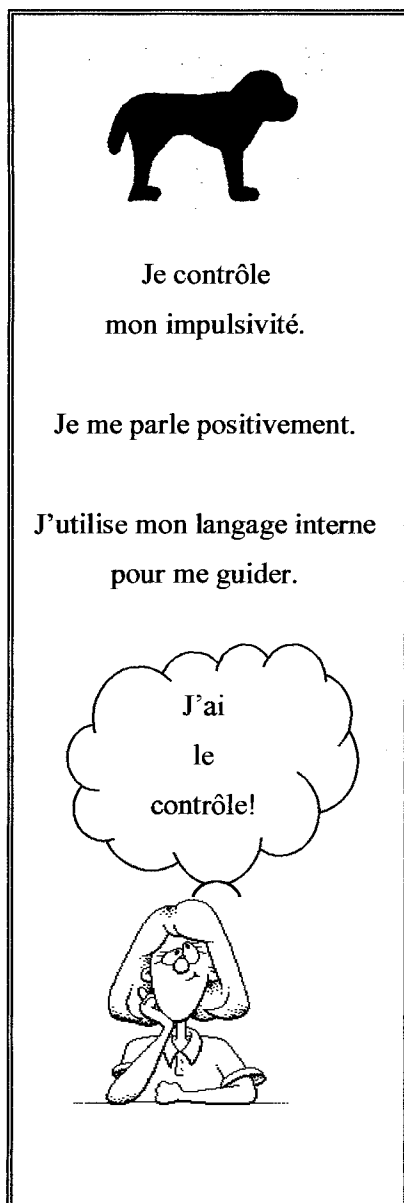 Je contrôle
mon impulsivité.
Je me parle positivement.
J'utilise mon langage interne
pour me guider.
J'ai
le
contrôle!